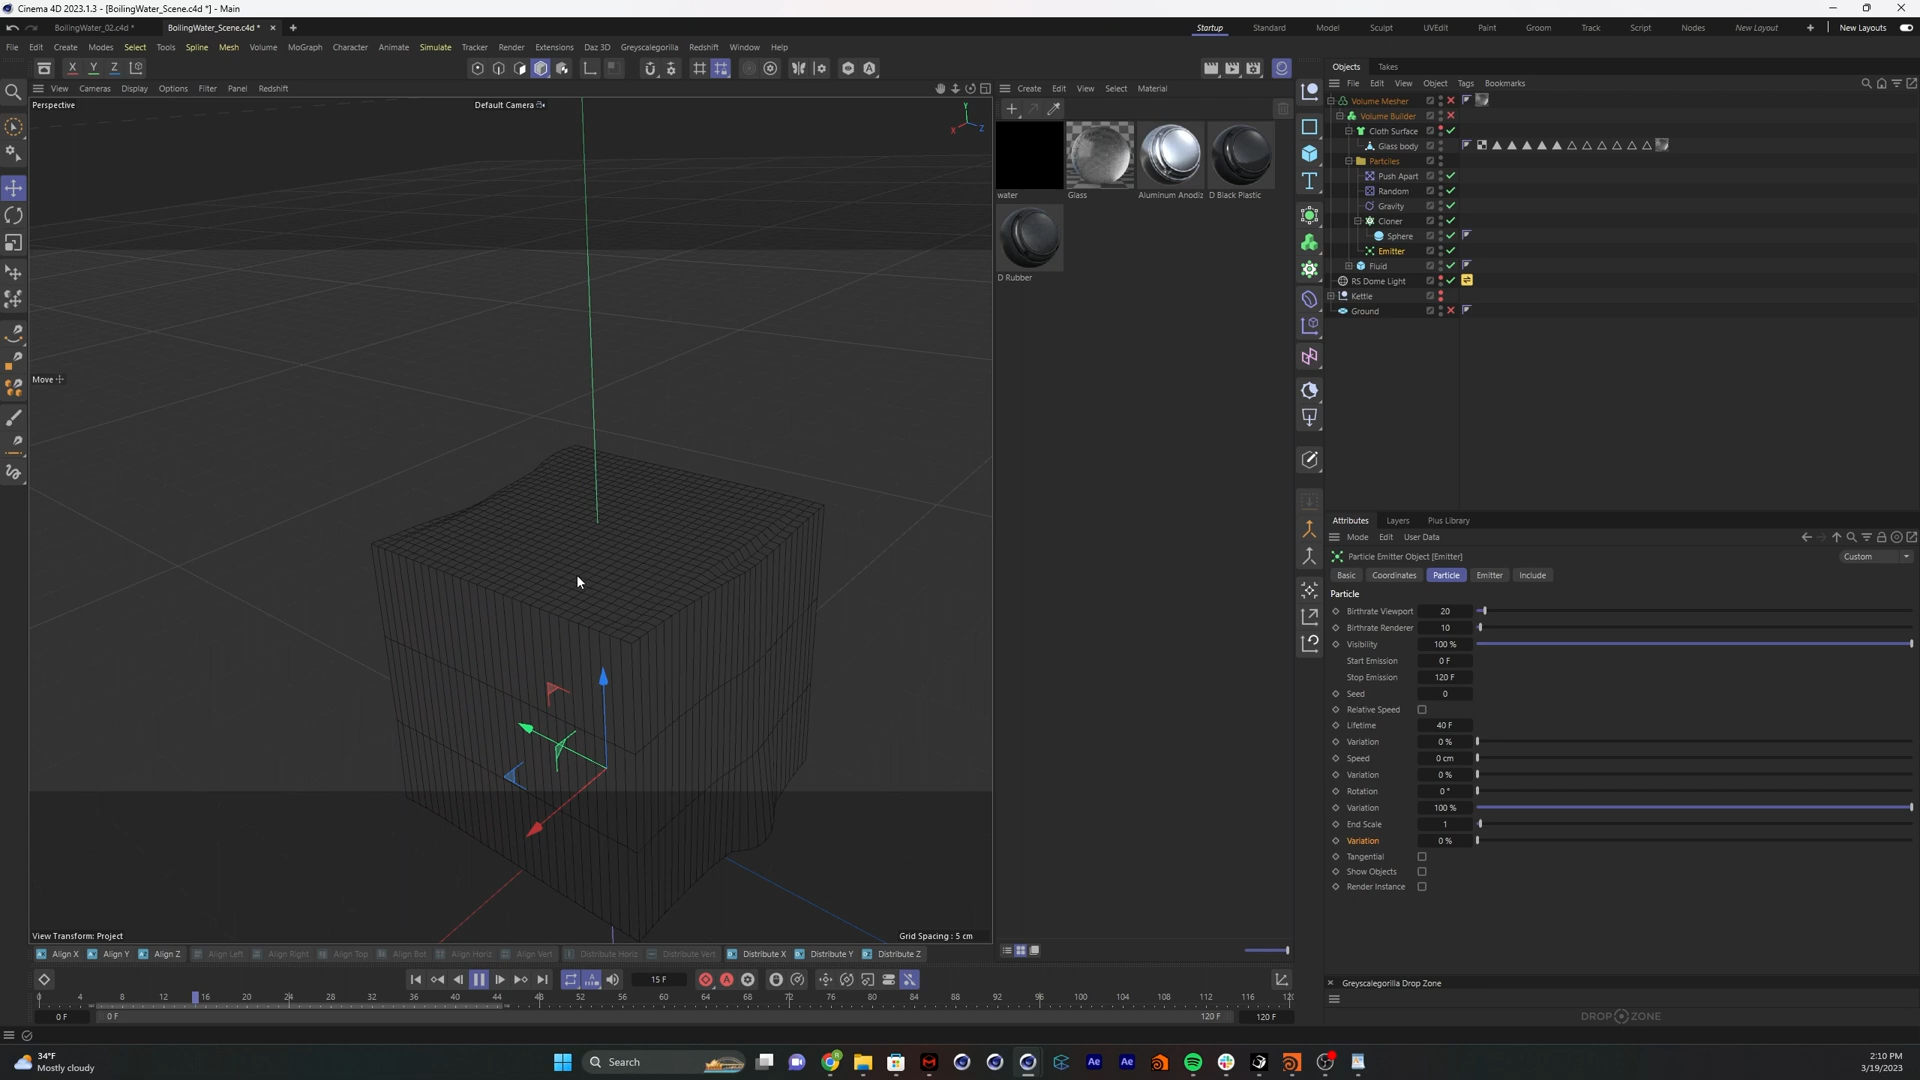 Cinema 4D 2023.1.3 - [BoilingWater_Scene.c4d *] - Main
BoilingWater_02.c4d *
BoilingWater_Scene.c4d *
Startup Standard Model Sculpt UVEdit Paint Groom Track Script Nodes New Layout New Layouts
File Edit Create Modes Select Tools Spline Mesh Volume MoGraph Character Animate Simulate Tracker Render Extensions Daz 3D Greyscalegorilla Redshift Window Help
X Y Z
View Cameras Display Options Filter Panel Redshift
Perspective
Default Camera
Y
X Z
Move
View Transform: Project
Grid Spacing : 5 cm
Create Edit View Select Material
water
Glass
Aluminum Anodiz
D Black Plastic
D Rubber
Objects Takes
File Edit View Object Tags Bookmarks
Volume Mesher
Volume Builder
Cloth Surface
Glass body
Partciles
Push Apart
Random
Gravity
Cloner
Sphere
Emitter
Fluid
RS Dome Light
Kettle
Ground
Attributes Layers Plus Library
Mode Edit User Data
Particle Emitter Object [Emitter]
Custom
Basic Coordinates Particle Emitter Include
Particle
Birthrate Viewport 20
Birthrate Renderer 10
Visibility 100 %
Start Emission 0 F
Stop Emission 120 F
Seed 0
Relative Speed
Lifetime 40 F
Variation 0 %
Speed 0 cm
Variation 0 %
Rotation 0 °
Variation 100 %
End Scale 1
Variation 0 %
Tangential
Show Objects
Render Instance
Greyscalegorilla Drop Zone
DROP ZONE
Align X Align Y Align Z Align Left Align Right Align Top Align Bot Align Horiz Align Vert Distribute Horiz Distribute Vert Distribute X Distribute Y Distribute Z
15 F
0 4 8 12 16 20 24 28 32 36 40 44 48 52 56 60 64 68 72 76 80 84 88 92 96 100 104 108 112 116
0 F 0 F 120 F 120 F
34°F
Mostly cloudy
Search
Ae Ae
2:10 PM
3/19/2023